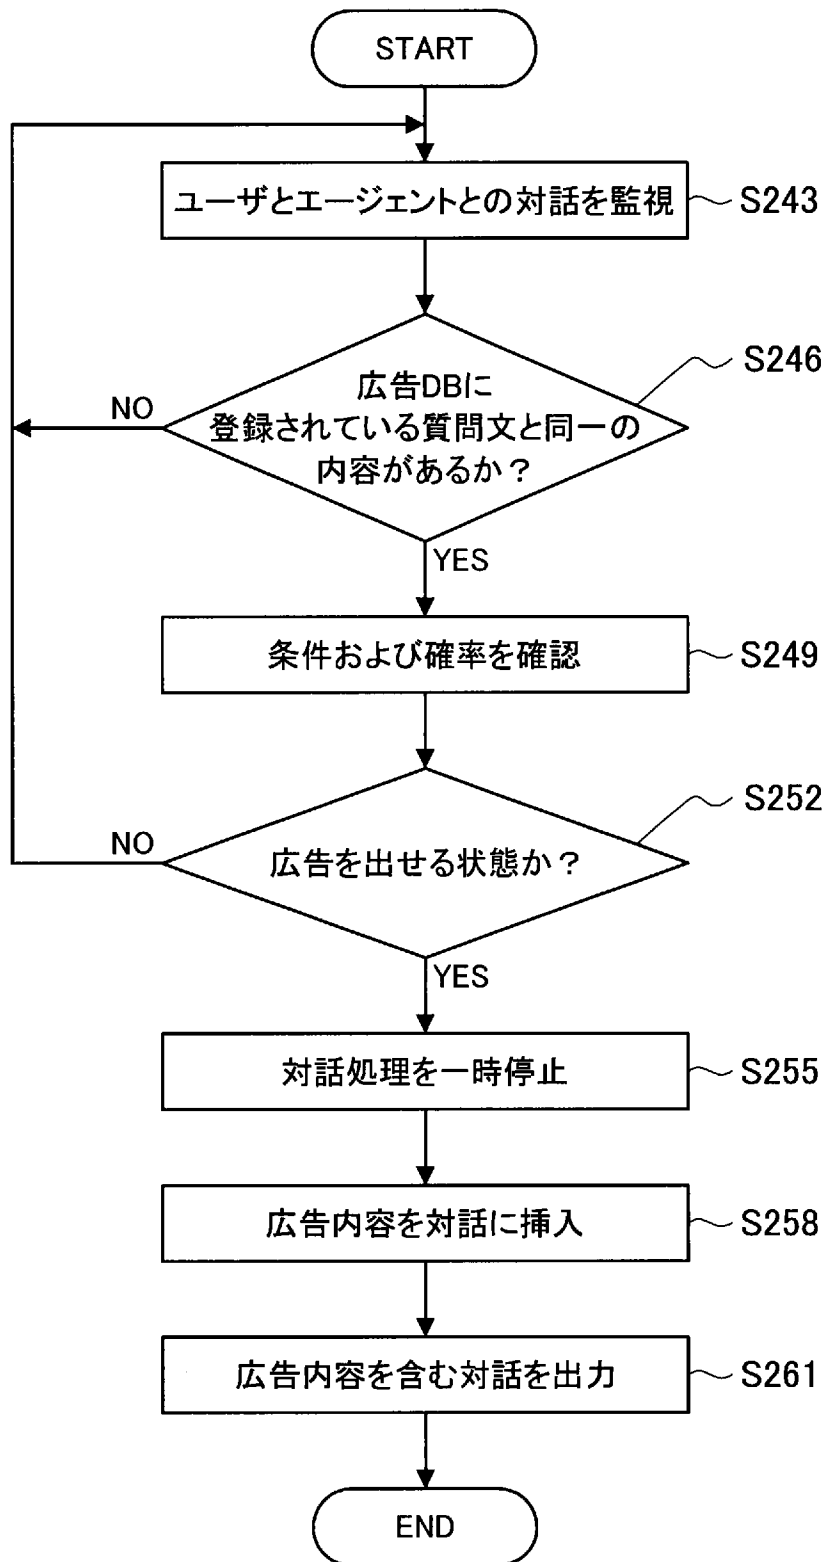 START
ユーザとエージェントとの対話を監視
S243
広告DBに
登録されている質問文と同一の
内容があるか？
S246
NO
YES
条件および確率を確認
S249
広告を出せる状態か？
S252
NO
YES
対話処理を一時停止
S255
広告内容を対話に挿入
S258
広告内容を含む対話を出力
S261
END